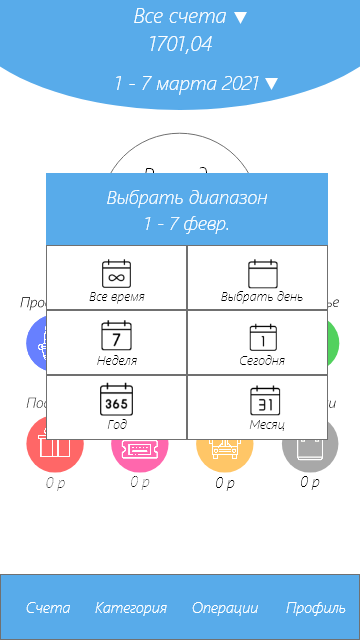 Все счета ▼
1701,04
1 - 7 марта 2021 ▼
Выбрать диапазон
1 - 7 февр.
∞
Все время
Выбрать день
7
1
Неделя
Сегодня
365
31
Год
Месяц
0 р
0 р
0 р
0 р
Счета
Категория
Операции
Профиль